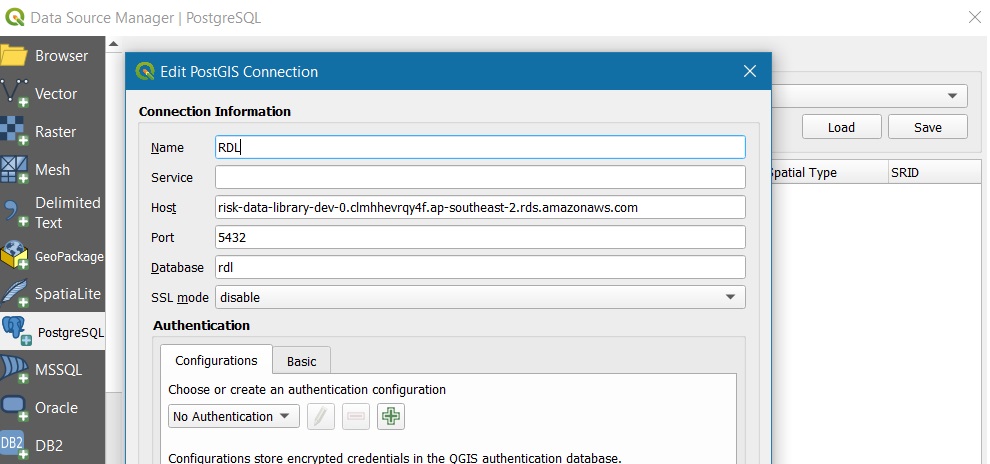 Data Source Manager | PostgreSQL
Browser
Vector
Raster
Mesh
Delimited
Text
GeoPackage
SpatiaLite
PostgreSQL
MSSQL
Oracle
DB2
DB2
Edit PostGIS Connection
Connection Information
Name RDL
Service
Host risk-data-library-dev-0.clmhhevrqy4f.ap-southeast-2.rds.amazonaws.com
Port 5432
Database rdl
SSL mode disable
Authentication
Configurations Basic
Choose or create an authentication configuration
No Authentication
Configurations store encrypted credentials in the QGIS authentication database.
Load Save
Spatial Type SRID